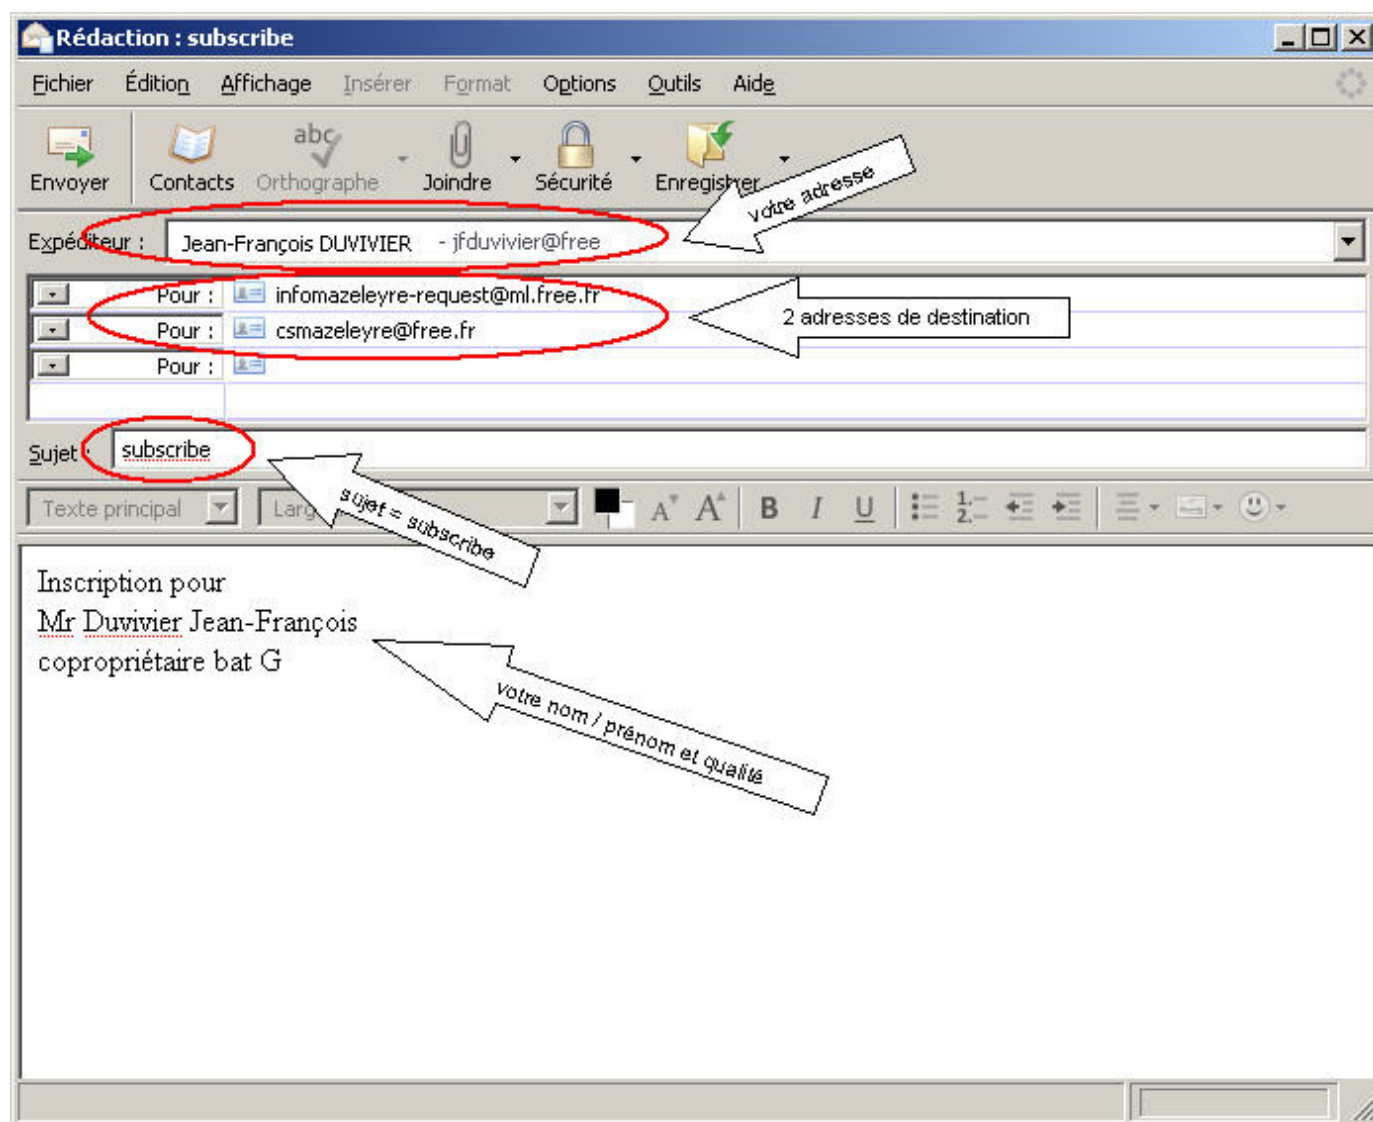 Rédaction : subscribe
Fichier Édition Affichage Insérer Format Options Outils Aide
Envoyer Contacts Orthographe Joindre Sécurité Enregistrer
votre adresse
Expéditeur : Jean-François DUVIVIER - jfduvivier@free
Pour : infomazeleyre-request@ml.free.fr
Pour : csmazeleyre@free.fr
2 adresses de destination
Pour :
Sujet : subscribe
sujet = subscribe
Texte principal Larg
Inscription pour
Mr Duvivier Jean-François
copropriétaire bat G
votre nom / prénom et qualité